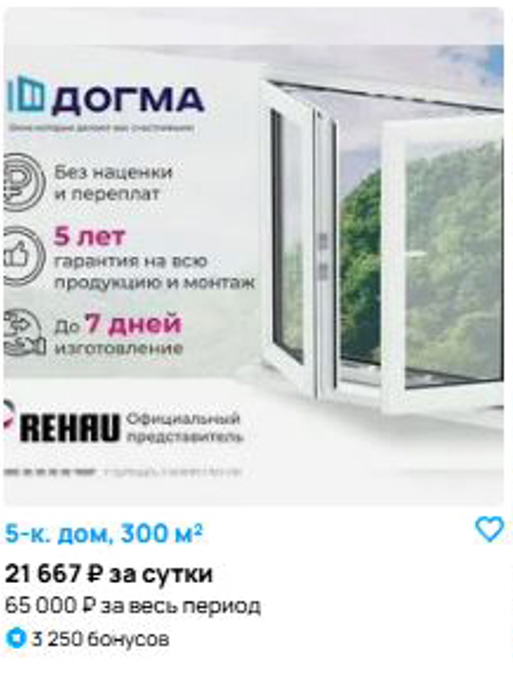 ДОГМА
Без наценки
и переплат
5 лет
гарантия на всю
продукцию и монтаж
До 7 дней
изготовление
REHAU Официальный
представитель
5-к. дом, 300 м²
21 667 ₽ за сутки
65 000 ₽ за весь период
3 250 бонусов